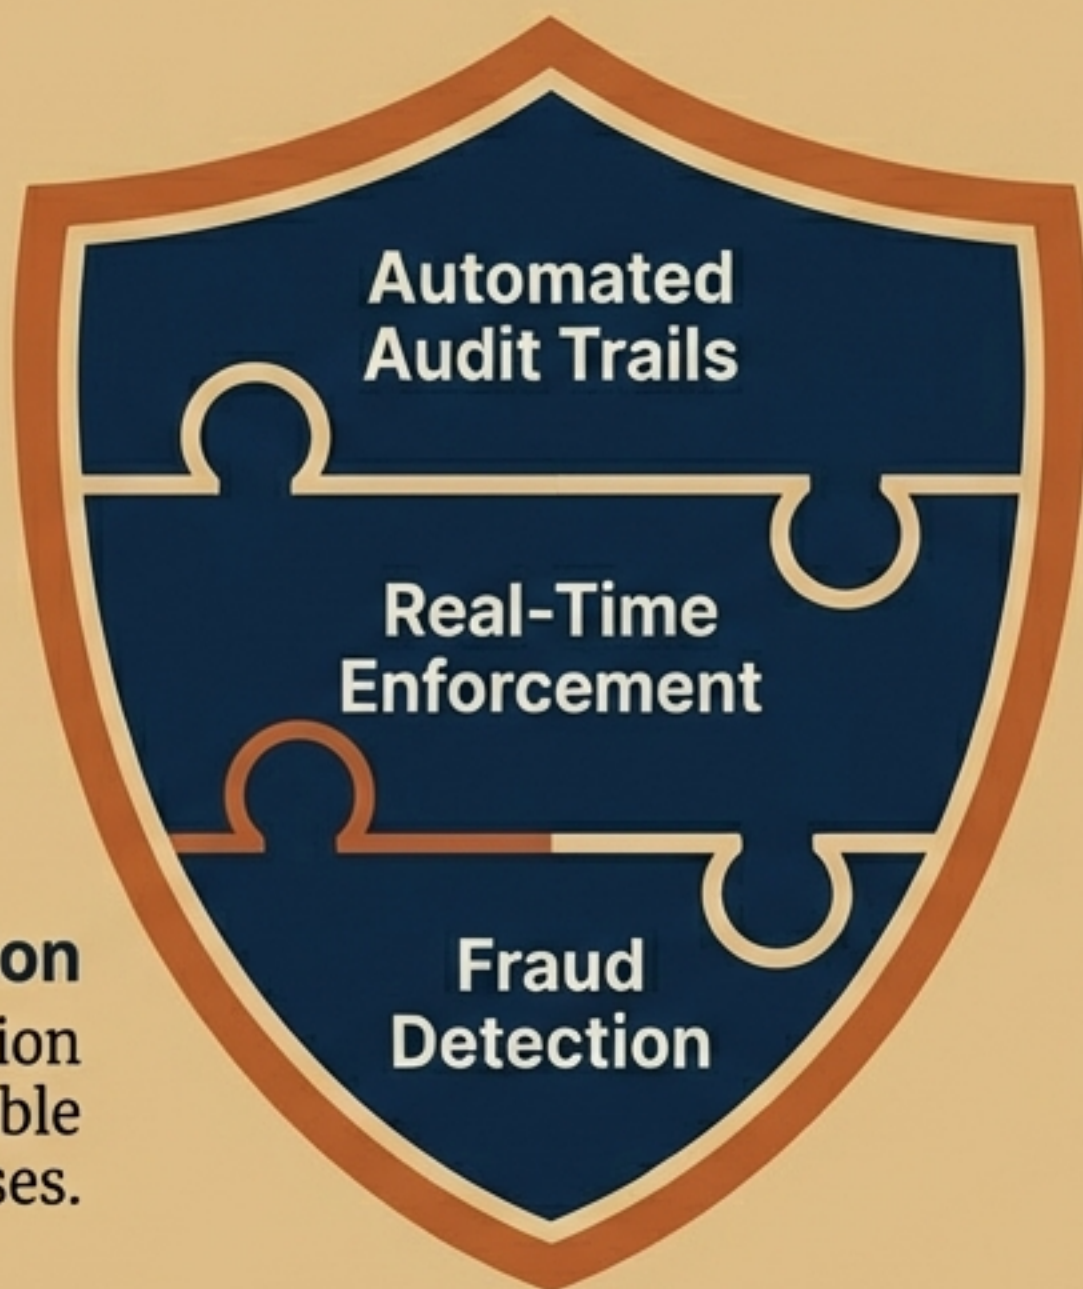 Automated
Audit Trails
Real-Time
Enforcement
Fraud
Detection
on
ion
ble
ses.